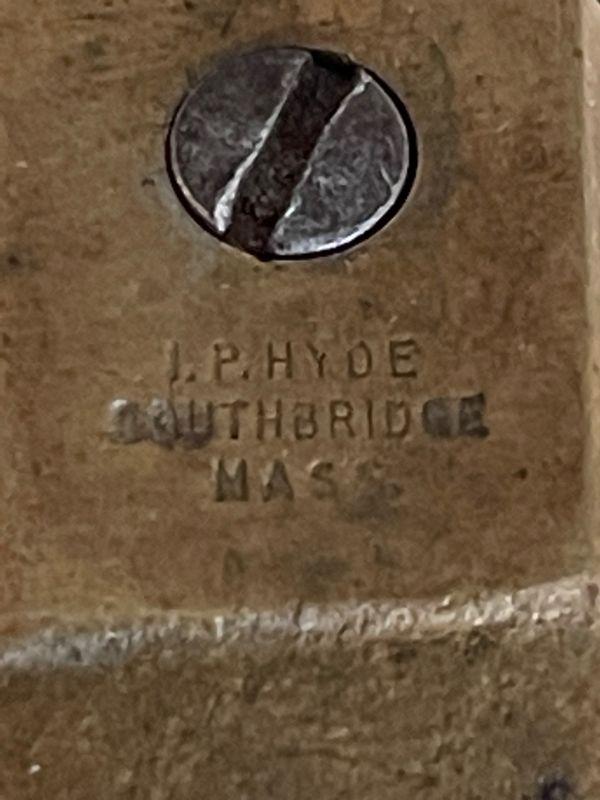 I. P. HYDE
SOUTHBRIDGE
MASS.